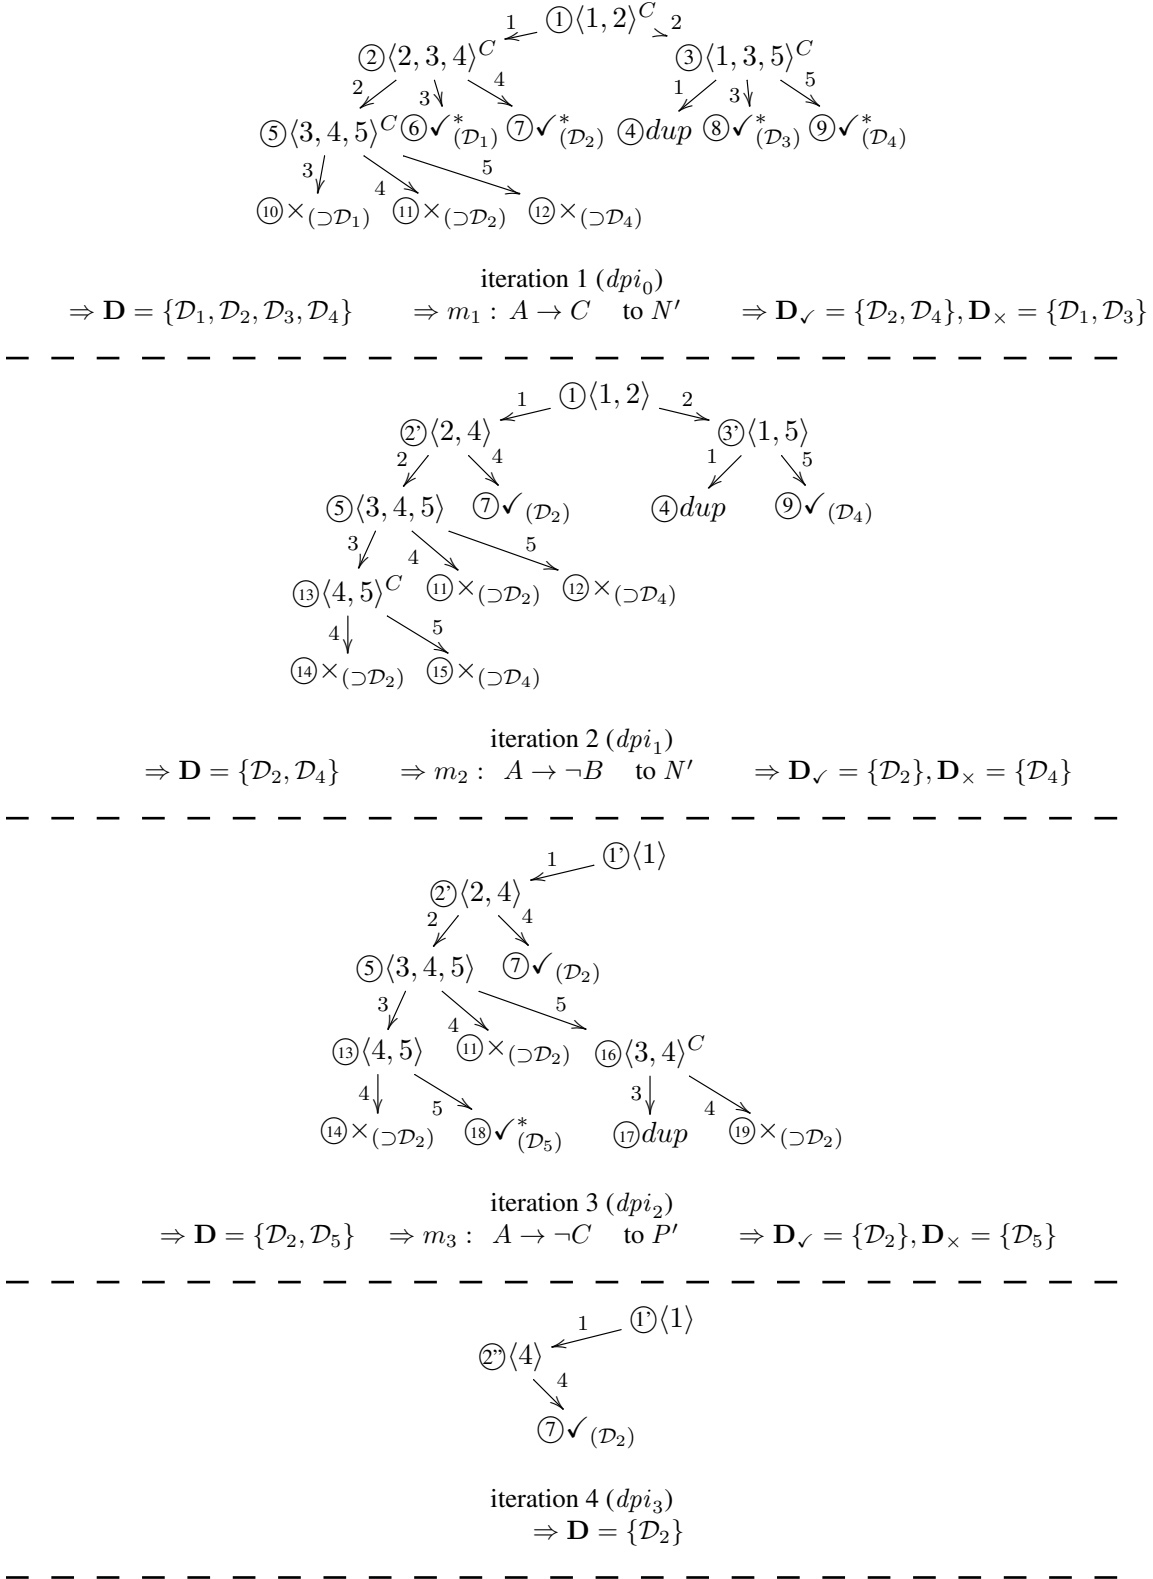 1 ①⟨1, 2⟩^C 2
②⟨2, 3, 4⟩^C ③⟨1, 3, 5⟩^C
2 3 4 1 3 5
⑤⟨3, 4, 5⟩^C ⑥✓*_(𝒟₁) ⑦✓*_(𝒟₂) ④dup ⑧✓*_(𝒟₃) ⑨✓*_(𝒟₄)
3 4 5
⑩×_(⊃𝒟₁) ⑪×_(⊃𝒟₂) ⑫×_(⊃𝒟₄)
iteration 1 (dpi₀)
⇒ D = {𝒟₁, 𝒟₂, 𝒟₃, 𝒟₄} ⇒ m₁ : A → C to N′ ⇒ D_✓ = {𝒟₂, 𝒟₄}, D_× = {𝒟₁, 𝒟₃}
1 ①⟨1, 2⟩ 2
②'⟨2, 4⟩ ③'⟨1, 5⟩
2 4 1 5
⑤⟨3, 4, 5⟩ ⑦✓_(𝒟₂) ④dup ⑨✓_(𝒟₄)
3 4 5
⑬⟨4, 5⟩^C ⑪×_(⊃𝒟₂) ⑫×_(⊃𝒟₄)
4 5
⑭×_(⊃𝒟₂) ⑮×_(⊃𝒟₄)
iteration 2 (dpi₁)
⇒ D = {𝒟₂, 𝒟₄} ⇒ m₂ : A → ¬B to N′ ⇒ D_✓ = {𝒟₂}, D_× = {𝒟₄}
1 ①'⟨1⟩
②'⟨2, 4⟩
2 4
⑤⟨3, 4, 5⟩ ⑦✓_(𝒟₂)
3 4 5
⑬⟨4, 5⟩ ⑪×_(⊃𝒟₂) ⑯⟨3, 4⟩^C
4 5 3 4
⑭×_(⊃𝒟₂) ⑱✓*_(𝒟₅) ⑰dup ⑲×_(⊃𝒟₂)
iteration 3 (dpi₂)
⇒ D = {𝒟₂, 𝒟₅} ⇒ m₃ : A → ¬C to P′ ⇒ D_✓ = {𝒟₂}, D_× = {𝒟₅}
1 ①'⟨1⟩
②''⟨4⟩
4
⑦✓_(𝒟₂)
iteration 4 (dpi₃)
⇒ D = {𝒟₂}